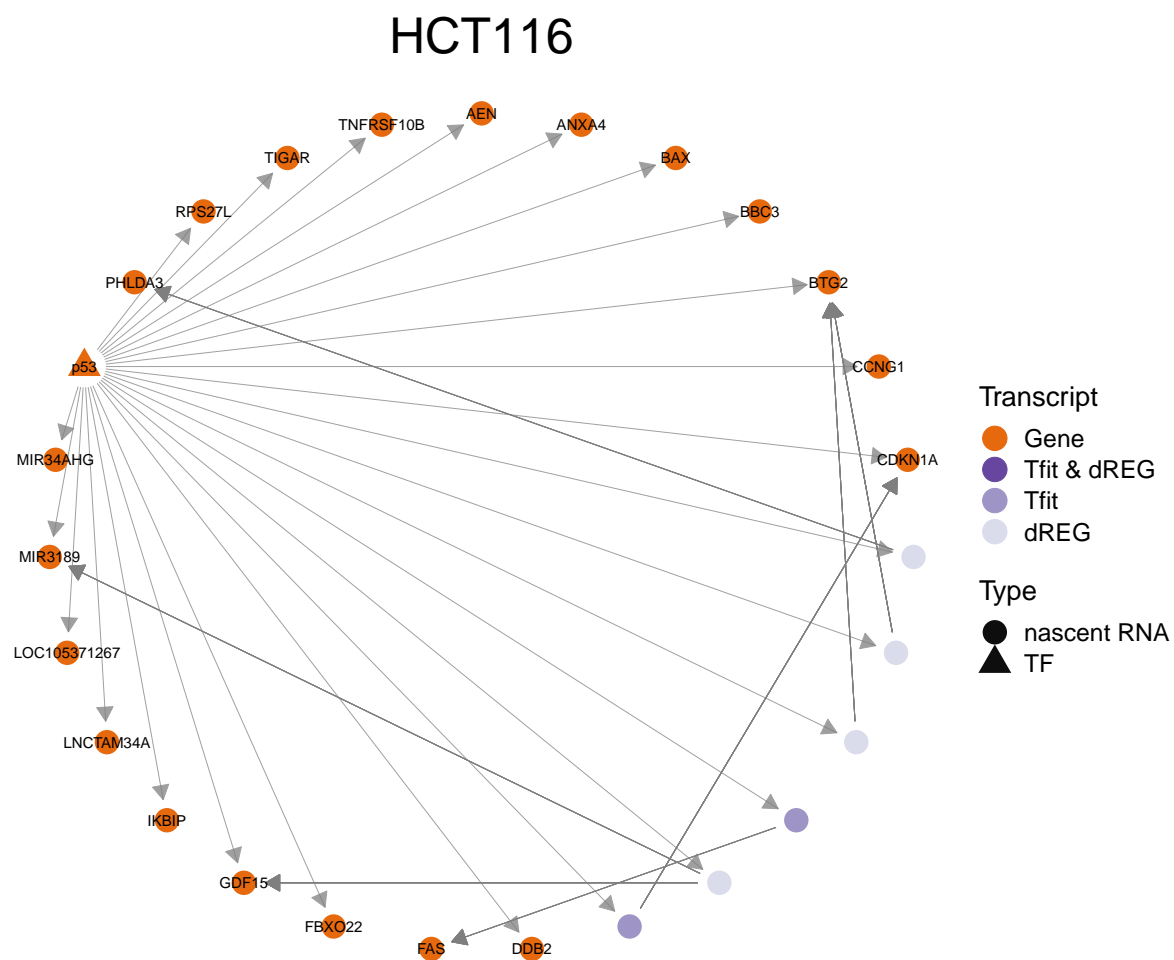 HCT116
AEN
TNFRSF10B
ANXA4
TIGAR
BAX
RPS27L
BBC3
PHLDA3
BTG2
p53
CCNG1
MIR34AHG
CDKN1A
MIR3189
LOC105371267
LNCTAM34A
IKBIP
GDF15
FBXO22
FAS
DDB2
Transcript
Gene
Tfit & dREG
Tfit
dREG
Type
nascent RNA
TF